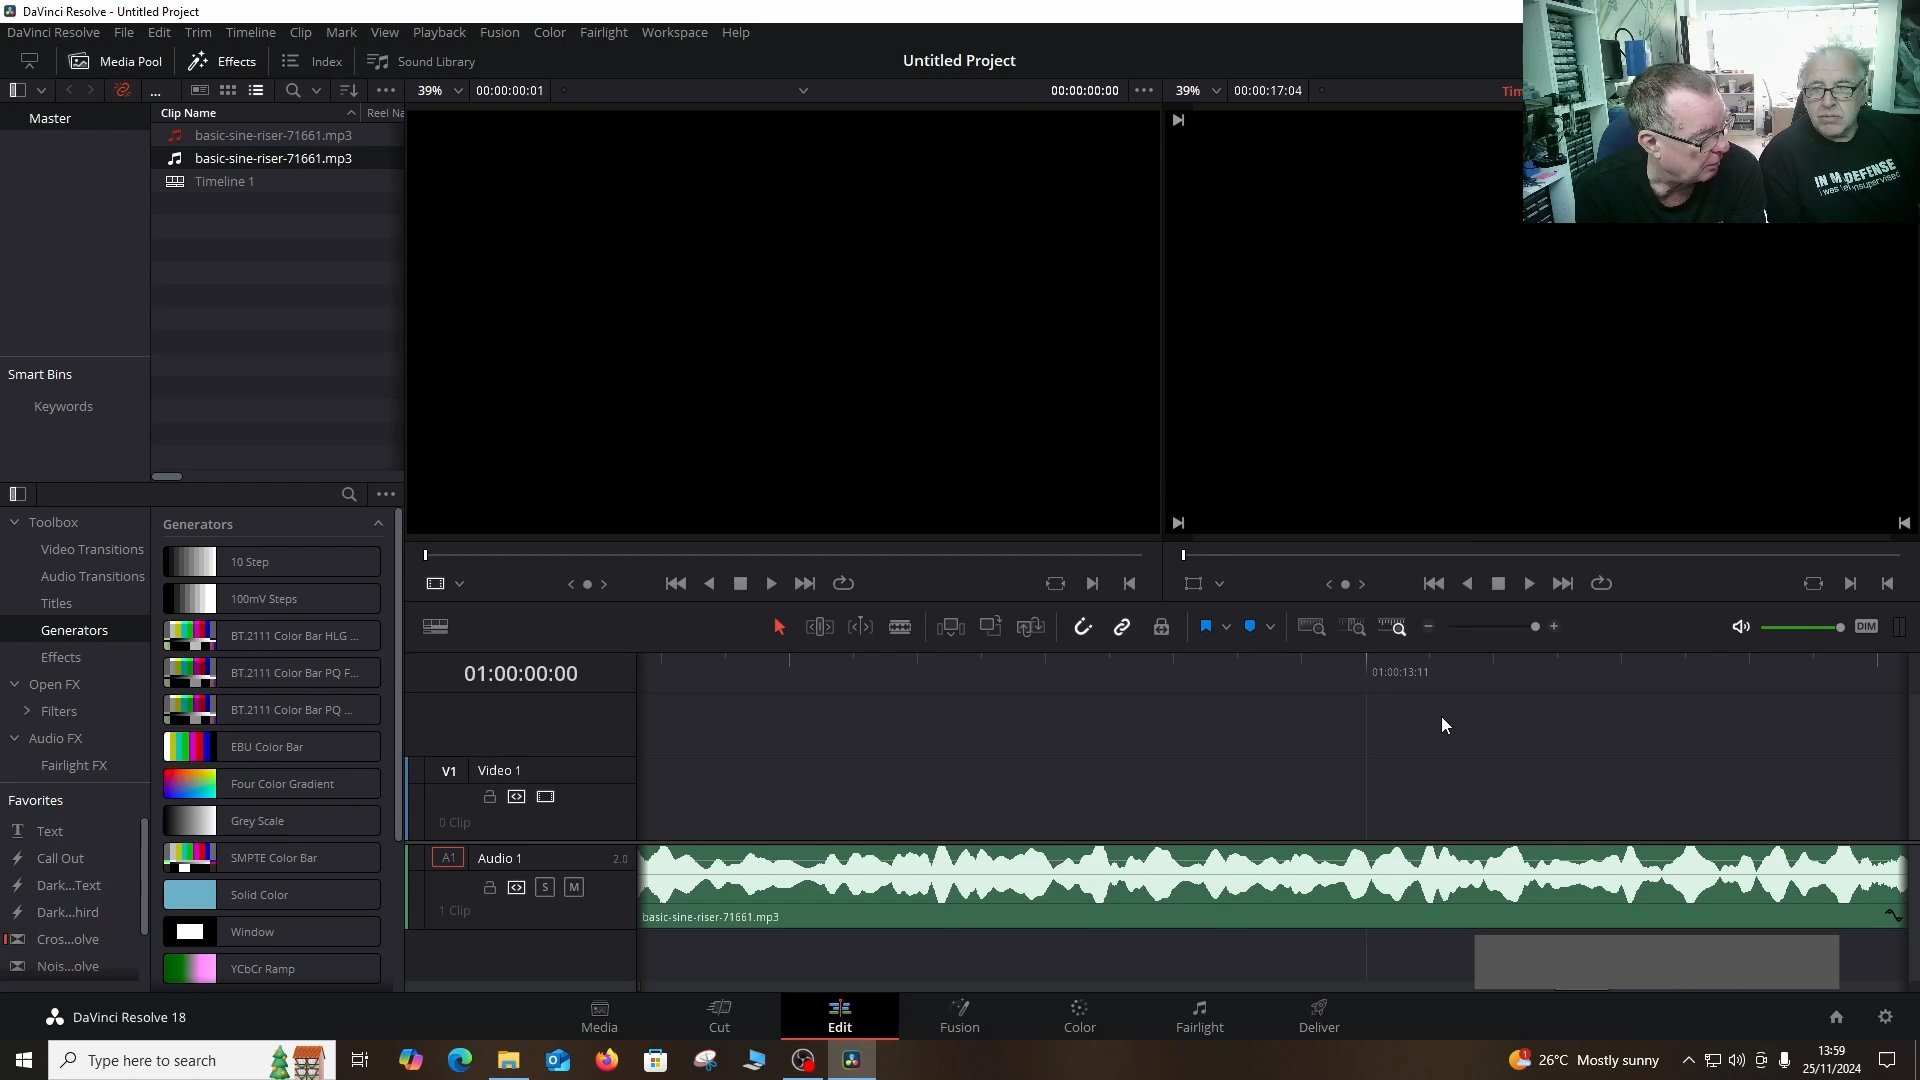 DaVinci Resolve - Untitled Project
DaVinci Resolve File Edit Trim Timeline Clip Mark View Playback Fusion Color Fairlight Workspace Help
Media Pool Effects Index Sound Library Untitled Project
... 39% 00:00:00:01 00:00:00:00 39% 00:00:17:04 Tim
Clip Name Reel Na
Master
basic-sine-riser-71661.mp3
basic-sine-riser-71661.mp3
Timeline 1
IN M DEFENSE
I was left unsupervised
Smart Bins
Keywords
Toolbox
Video Transitions
Audio Transitions
Titles
Generators
Effects
Open FX
Filters
Audio FX
Fairlight FX
Favorites
Text
Call Out
Dark...Text
Dark...hird
Cros...olve
Nois...olve
Generators
10 Step
100mV Steps
BT.2111 Color Bar HLG ...
BT.2111 Color Bar PQ F...
BT.2111 Color Bar PQ ...
EBU Color Bar
Four Color Gradient
Grey Scale
SMPTE Color Bar
Solid Color
Window
YCbCr Ramp
DIM
01:00:00:00
01:00:13:11
V1 Video 1
0 Clip
A1 Audio 1 2.0
S M
1 Clip
basic-sine-riser-71661.mp3
DaVinci Resolve 18
Media Cut Edit Fusion Color Fairlight Deliver
Type here to search
1 26°C Mostly sunny
13:59
25/11/2024